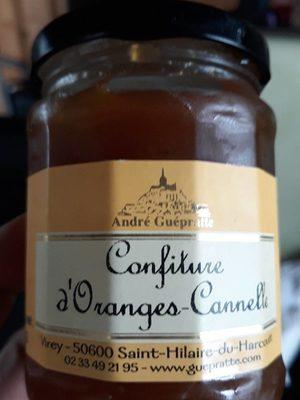 André Guépratte
Confiture
d'Oranges-Cannelle
Virey - 50600 Saint-Hilaire-du-Harcouët
02 33 49 21 95 - www.guepratte.com